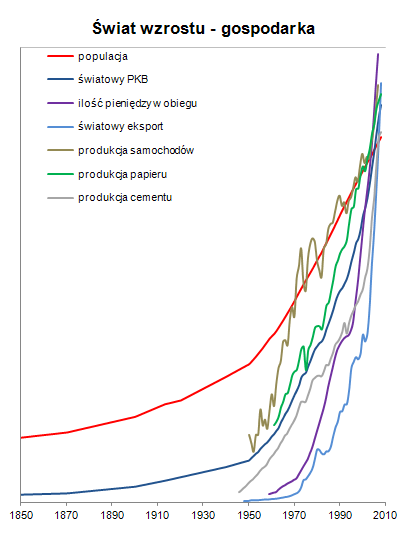 Świat wzrostu - gospodarka
populacja
światowy PKB
ilość pieniędzy w obiegu
światowy eksport
produkcja samochodów
produkcja papieru
produkcja cementu
1850 1870 1890 1910 1930 1950 1970 1990 2010